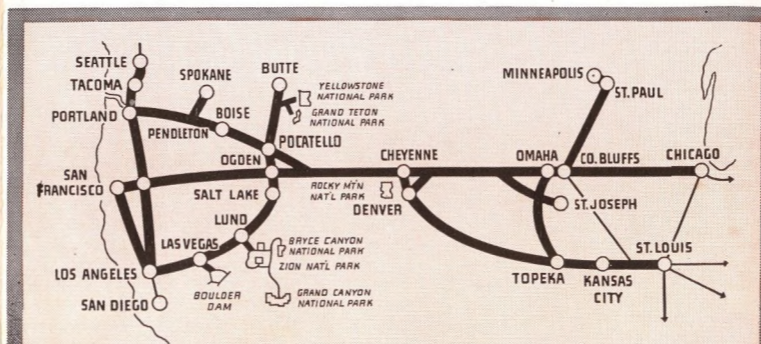 SEATTLE
TACOMA
SPOKANE
BUTTE
YELLOWSTONE
NATIONAL PARK
GRAND TETON
NATIONAL PARK
MINNEAPOLIS
ST. PAUL
PORTLAND
PENDLETON
BOISE
POCATELLO
OGDEN
CHEYENNE
OMAHA
CO. BLUFFS
CHICAGO
SAN
FRANCISCO
SALT LAKE
ROCKY MT'N
NAT'L PARK
DENVER
ST. JOSEPH
LUND
LAS VEGAS
BRYCE CANYON
NATIONAL PARK
ZION NAT'L PARK
ST. LOUIS
LOS ANGELES
BOULDER
DAM
GRAND CANYON
NATIONAL PARK
TOPEKA
KANSAS
CITY
SAN DIEGO